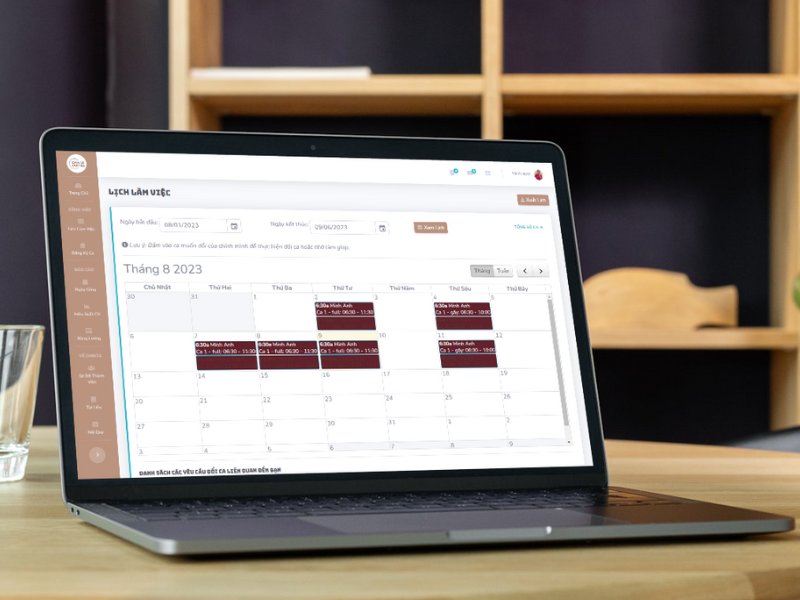 LỊCH LÀM VIỆC
Xuất Lịch
Ngày bắt đầu:
08/01/2023
Ngày kết thúc:
09/06/2023
Xem Lịch
Lưu ý: Bấm vào ca muốn đổi của chính mình để thực hiện đổi ca hoặc nhờ làm giúp.
Tháng 8 2023
Tháng
Tuần
Chủ Nhật Thứ Hai Thứ Ba Thứ Tư Thứ Năm Thứ Sáu Thứ Bảy
30 31 1 2 3 4 5
6:30a Minh Anh
Ca 1 - full: 06:30 - 11:30
6:30a Minh Anh
Ca 1 - gãy: 06:30 - 10:00
6 7 8 9 10 11 12
6:30a Minh Anh
Ca 1 - full: 06:30 - 11:30
6:30a Minh Anh
Ca 1 - full: 06:30 - 11:30
6:30a Minh Anh
Ca 1 - full: 06:30 - 11:30
6:30a Minh Anh
Ca 1 - gãy: 06:30 - 10:00
13 14 15 16 17 18 19
20 21 22 23 24 25 26
27 28 29 30 31 1 2
3 4 5 6 7 8 9
DANH SÁCH CÁC YÊU CẦU ĐỔI CA LIÊN QUAN ĐẾN BẠN
Trang Chủ
Bảng Lương